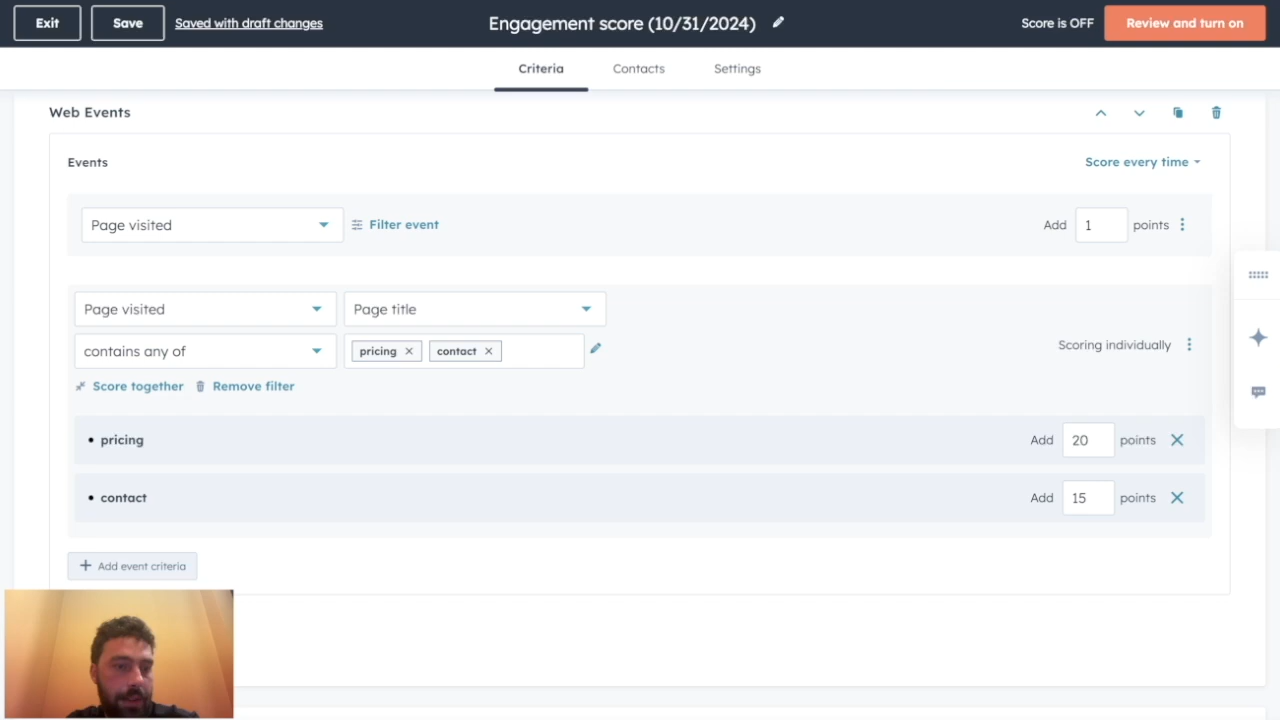 Exit Save Saved with draft changes Engagement score (10/31/2024) Score is OFF Review and turn on
Criteria Contacts Settings
Web Events
Events Score every time
Page visited Filter event Add 1 points
Page visited Page title
contains any of pricing contact Scoring individually
Score together Remove filter
• pricing Add 20 points
• contact Add 15 points
+ Add event criteria